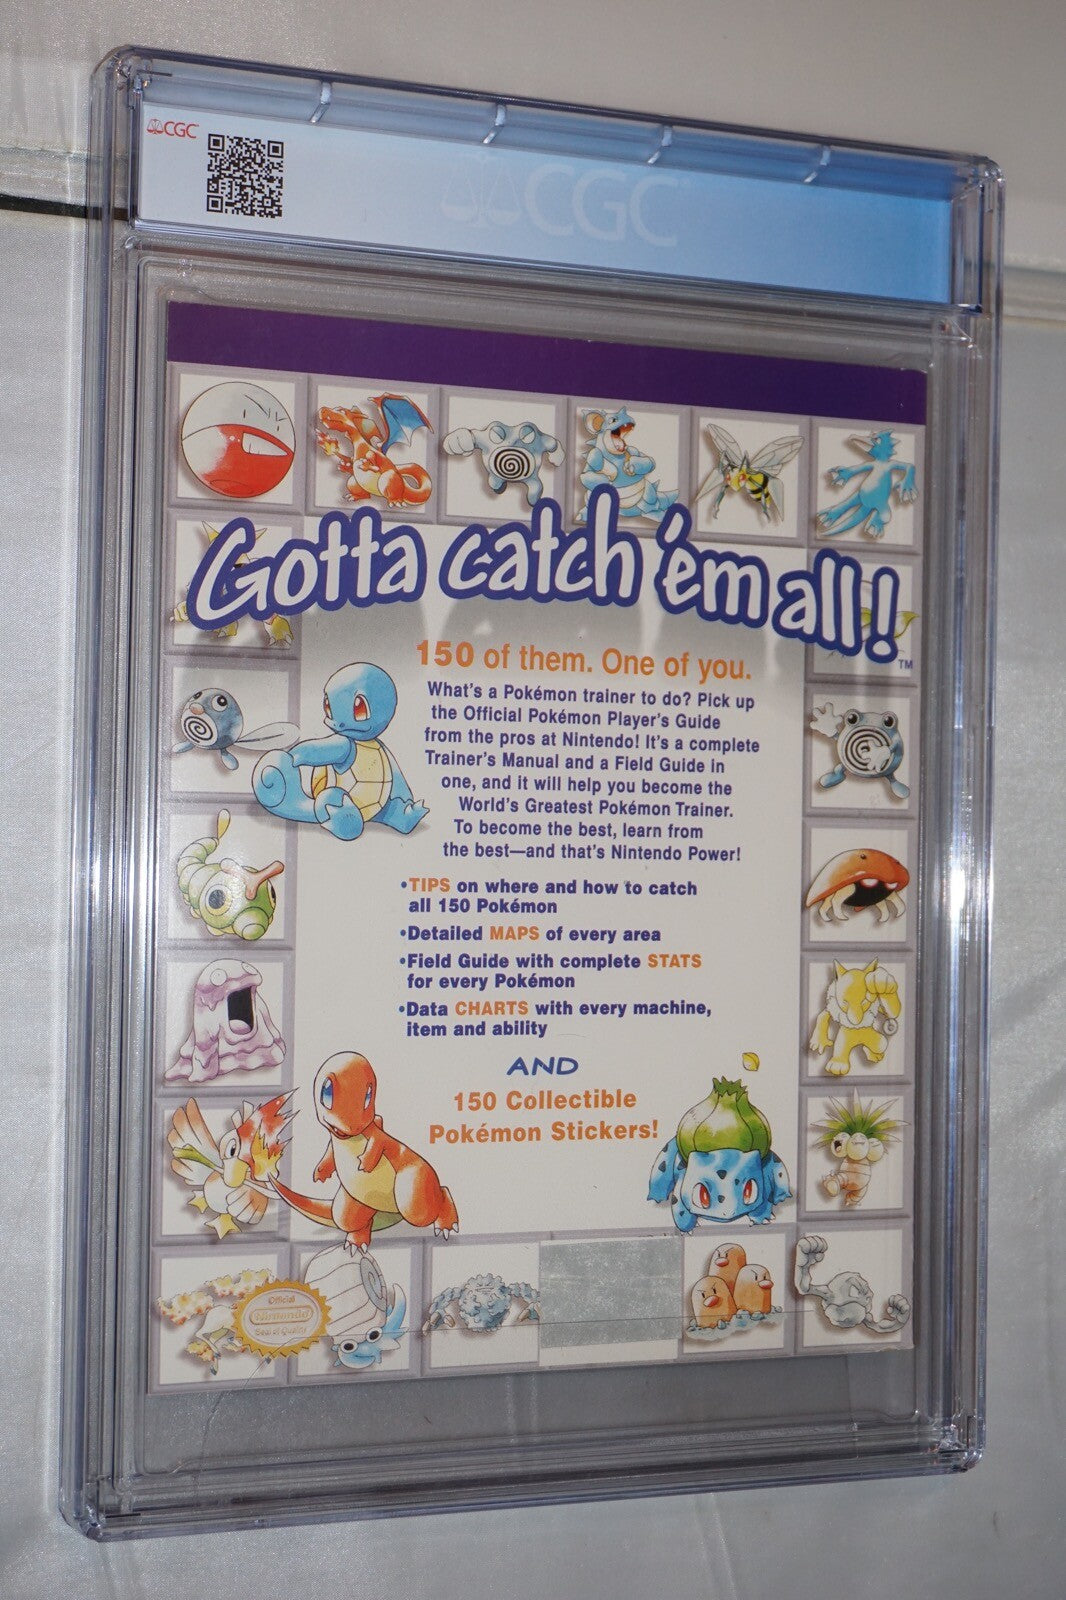 CGC
CGC
Gotta catch 'em all!
TM
150 of them. One of you.
What's a Pokémon trainer to do? Pick up
the Official Pokémon Player's Guide
from the pros at Nintendo! It's a complete
Trainer's Manual and a Field Guide in
one, and it will help you become the
World's Greatest Pokémon Trainer.
To become the best, learn from
the best—and that's Nintendo Power!
•TIPS on where and how to catch
all 150 Pokémon
•Detailed MAPS of every area
•Field Guide with complete STATS
for every Pokémon
•Data CHARTS with every machine,
item and ability
AND
150 Collectible
Pokémon Stickers!
Official
Nintendo
Seal of Quality